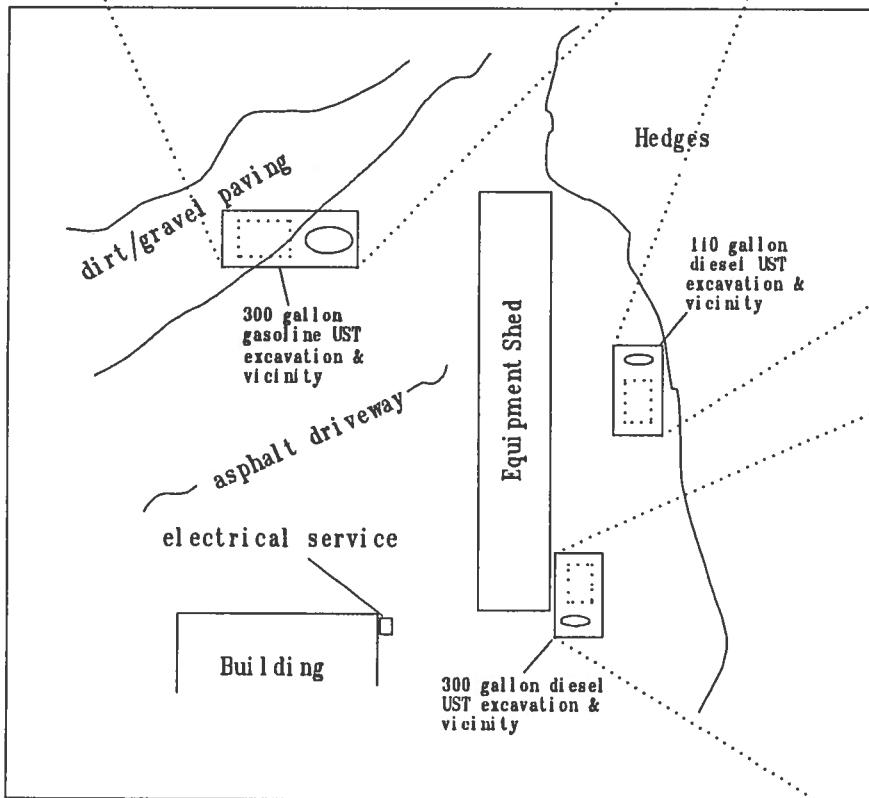 Hedges
dirt/gravel paving
110 gallon
diesel UST
excavation &
vicinity
300 gallon
gasoline UST
excavation &
vicinity
Equipment Shed
asphalt driveway
electrical service
Building
300 gallon diesel
UST excavation &
vicinity